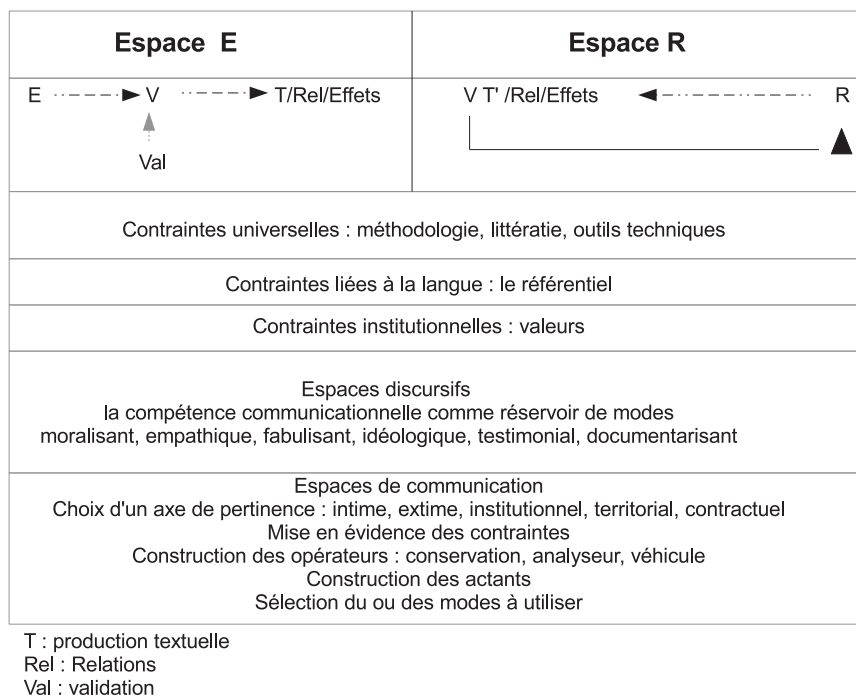 Espace E
Espace R
E V T/Rel/Effets
V T' /Rel/Effets R
Val
Contraintes universelles : méthodologie, littératie, outils techniques
Contraintes liées à la langue : le référentiel
Contraintes institutionnelles : valeurs
Espaces discursifs
la compétence communicationnelle comme réservoir de modes
moralisant, empathique, fabulisant, idéologique, testimonial, documentarisant
Espaces de communication
Choix d'un axe de pertinence : intime, extime, institutionnel, territorial, contractuel
Mise en évidence des contraintes
Construction des opérateurs : conservation, analyseur, véhicule
Construction des actants
Sélection du ou des modes à utiliser
T : production textuelle
Rel : Relations
Val : validation